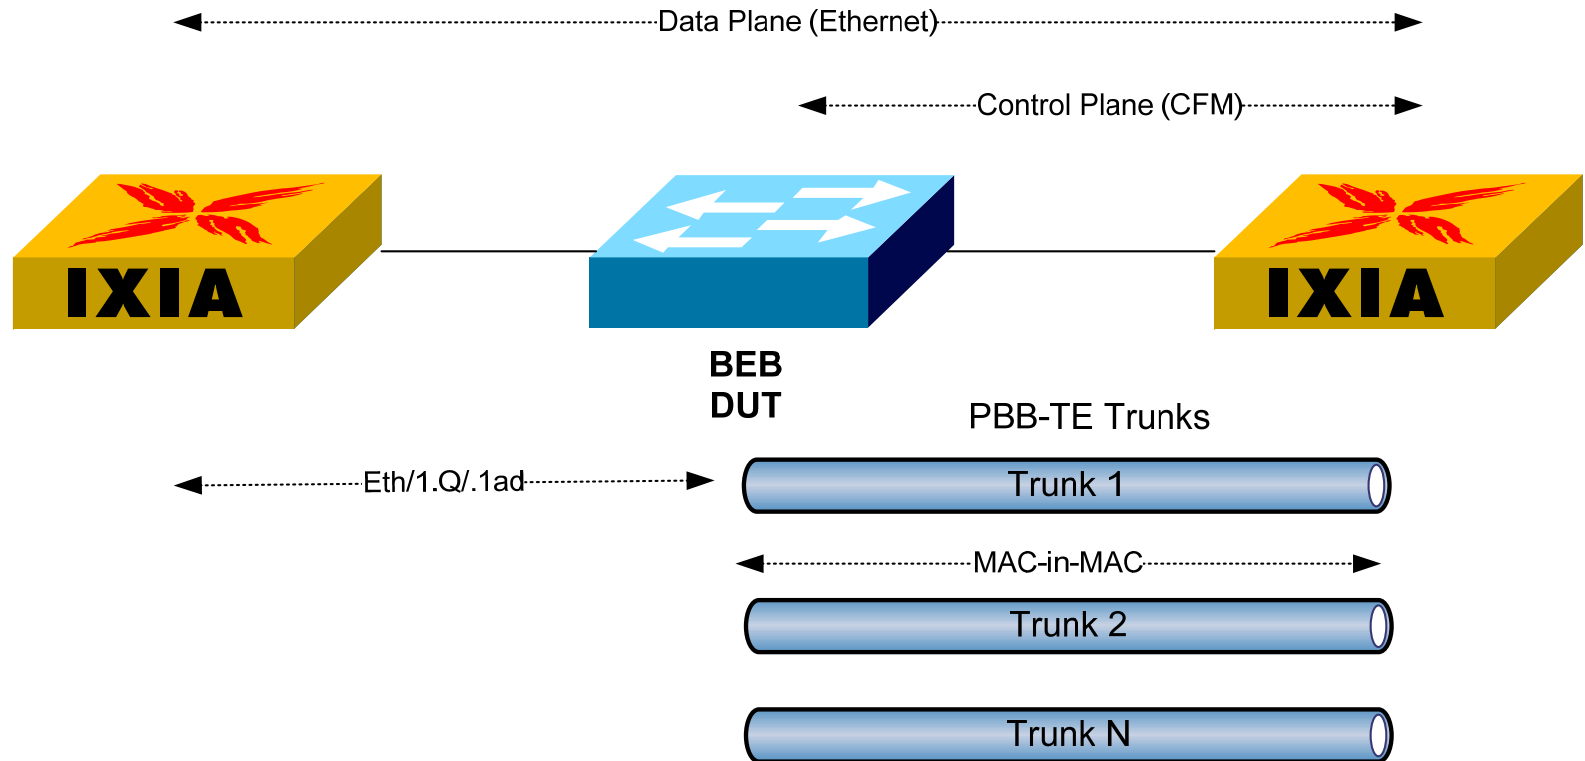 Data Plane (Ethernet)
Control Plane (CFM)
IXIA
IXIA
BEB
DUT
PBB-TE Trunks
Eth/1.Q/.1ad
Trunk 1
MAC-in-MAC
Trunk 2
Trunk N